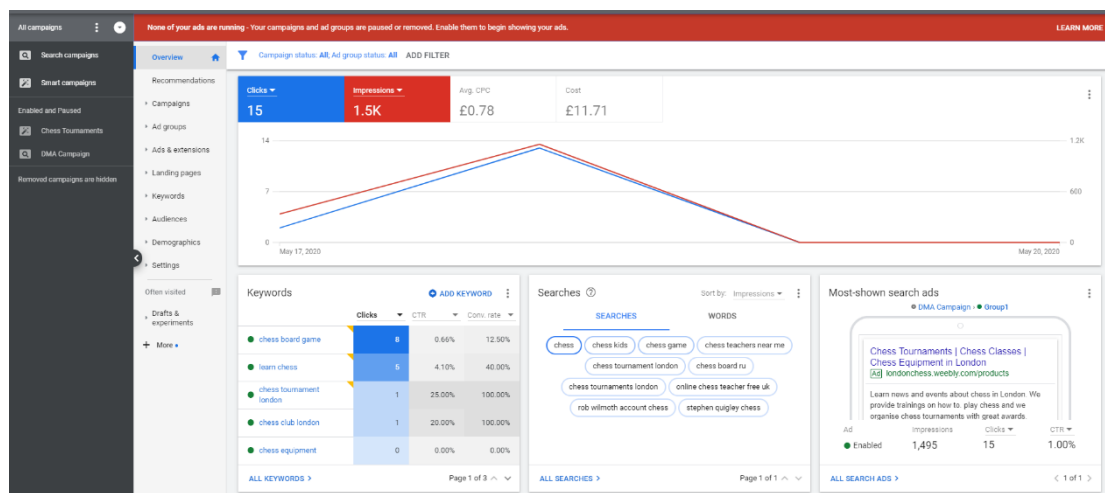 All campaigns
None of your ads are running - Your campaigns and ad groups are paused or removed. Enable them to begin showing your ads.
LEARN MORE
Search campaigns
Smart campaigns
Enabled and Paused
Chess Tournaments
DMA Campaign
Removed campaigns are hidden
Overview
Recommendations
Campaigns
Ad groups
Ads & extensions
Landing pages
Keywords
Audiences
Demographics
Settings
Often visited
Drafts &
experiments
More
Campaign status: All; Ad group status: All ADD FILTER
Clicks Impressions Avg. CPC Cost
15 1.5K £0.78 £11.71
14 1.2K
7 600
0 0
May 17, 2020 May 20, 2020
Keywords ADD KEYWORD
Clicks CTR Conv. rate
chess board game 8 0.66% 12.50%
learn chess 5 4.10% 40.00%
chess tournament
london 1 25.00% 100.00%
chess club london 1 20.00% 100.00%
chess equipment 0 0.00% 0.00%
ALL KEYWORDS Page 1 of 3
Searches Sort by: Impressions
SEARCHES WORDS
chess chess kids chess game chess teachers near me
chess tournament london chess board ru
chess tournaments london online chess teacher free uk
rob wilmoth account chess stephen quigley chess
ALL SEARCHES Page 1 of 1
Most-shown search ads
DMA Campaign • Group1
Chess Tournaments | Chess Classes |
Chess Equipment in London
Ad londonchess.weebly.com/products
Learn news and events about chess in London. We
provide trainings on how to. play chess and we
organise chess tournaments with great awards.
Ad Impressions Clicks CTR
Enabled 1,495 15 1.00%
ALL SEARCH ADS 1 of 1